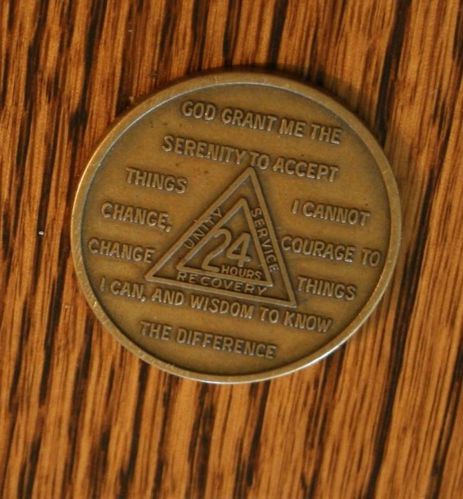 GOD GRANT ME THE
SERENITY TO ACCEPT
THINGS I CANNOT
CHANGE, COURAGE TO
CHANGE THINGS
I CAN, AND WISDOM TO KNOW
THE DIFFERENCE
UNITY
SERVICE
RECOVERY
24
HOURS